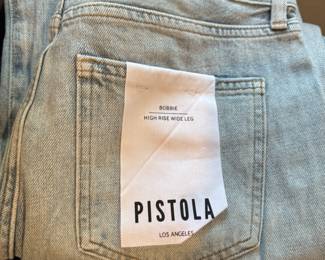 BOBBIE
HIGH RISE WIDE LEG
PISTOLA
LOS ANGELES